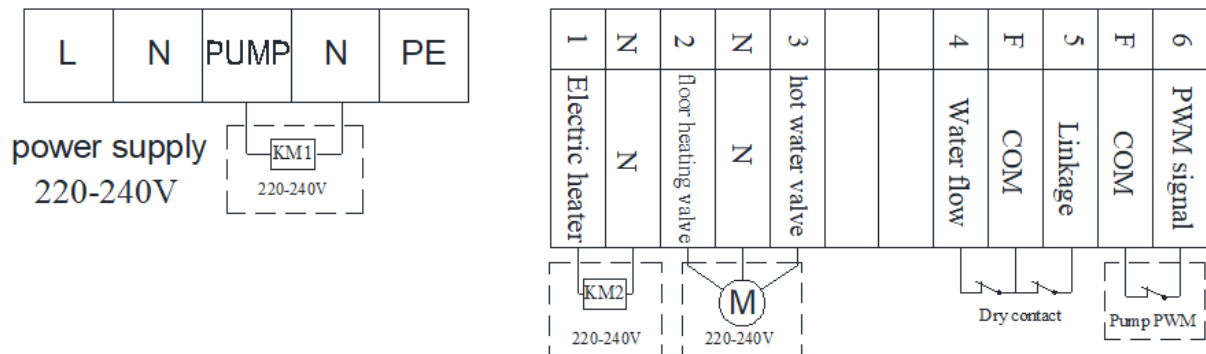 L N PUMP N PE
power supply
220-240V
KM1
220-240V
1 N 2 N 3 4 F 5 F 6
Electric heater
N
floor heating valve
N
hot water valve
Water flow
COM
Linkage
COM
PWM signal
KM2
220-240V
M
220-240V
Dry contact
Pump PWM